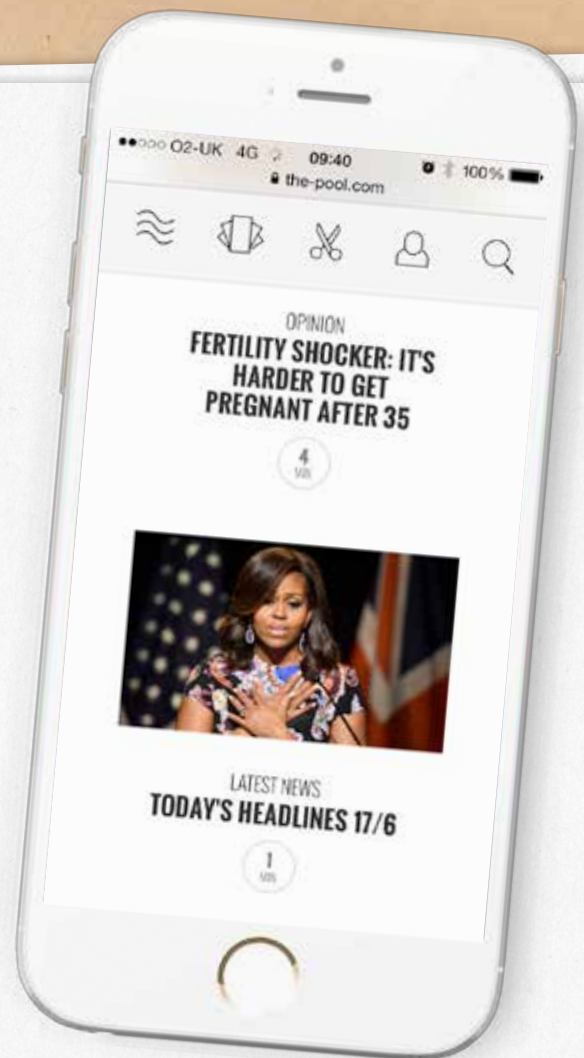 O2-UK 4G 09:40 100%
the-pool.com
OPINION
FERTILITY SHOCKER: IT'S
HARDER TO GET
PREGNANT AFTER 35
4
MIN
LATEST NEWS
TODAY'S HEADLINES 17/6
1
MIN